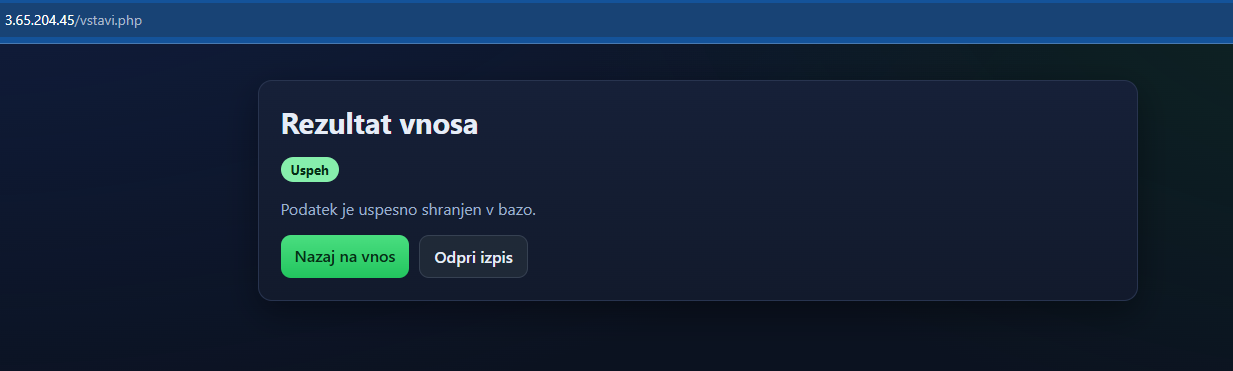 3.65.204.45/vstavi.php
Rezultat vnosa
Uspeh
Podatek je uspesno shranjen v bazo.
Nazaj na vnos
Odpri izpis